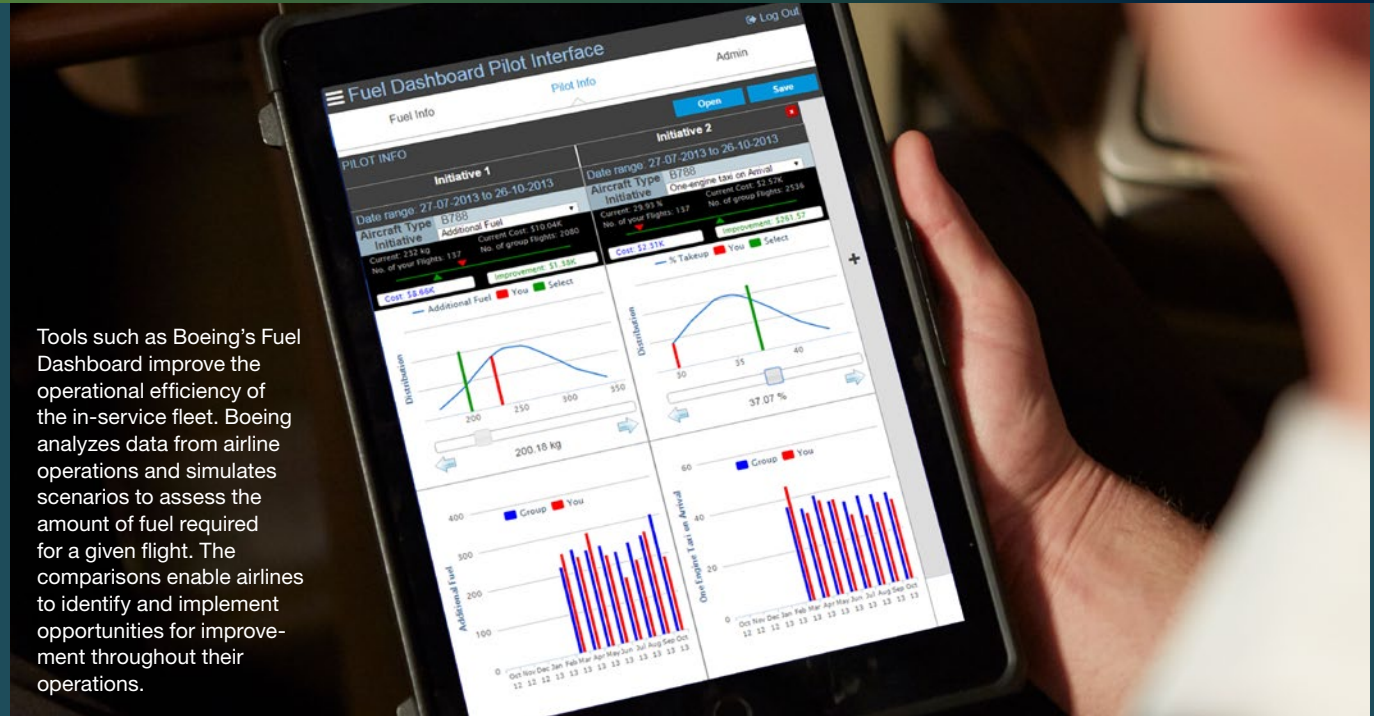 Tools such as Boeing's Fuel
Dashboard improve the
operational efficiency of
the in-service fleet. Boeing
analyzes data from airline
operations and simulates
scenarios to assess the
amount of fuel required
for a given flight. The
comparisons enable airlines
to identify and implement
opportunities for improve-
ment throughout their
operations.
Log Out
Fuel Dashboard Pilot Interface
Fuel Info
Pilot Info
Admin
Open
Save
PILOT INFO
Initiative 1
Date range: 27-07-2013 to 26-10-2013
Aircraft Type B788
Initiative Additional Fuel
Current: 232 kg
Current Cost: $10.04K
No. of your Flights: 137
No. of group Flights: 2080
Cost: $8.66K
Improvement: $1.38K
Additional Fuel You Select
Distribution
200 250 300 350
200.18 kg
400
Group You
300
200
100
0
Additional Fuel
Oct Nov Dec Jan Feb Mar Apr May Jun Jul Aug Sep Oct
12 12 12 13 13 13 13 13 13 13 13 13 13
Initiative 2
x
Date range: 27-07-2013 to 26-10-2013
Aircraft Type B788
Initiative One-engine taxi on Arrival
Current: 29.93 %
Current Cost: $2.57K
No. of your Flights: 137
No. of group Flights: 2536
Cost: $2.31K
Improvement: $261.57
% Takeup You Select
Distribution
30 35 40
37.07 %
+
60
Group You
40
20
0
One Engine Taxi on Arrival
Oct Nov Dec Jan Feb Mar Apr May Jun Jul Aug Sep Oct
12 12 12 13 13 13 13 13 13 13 13 13 13